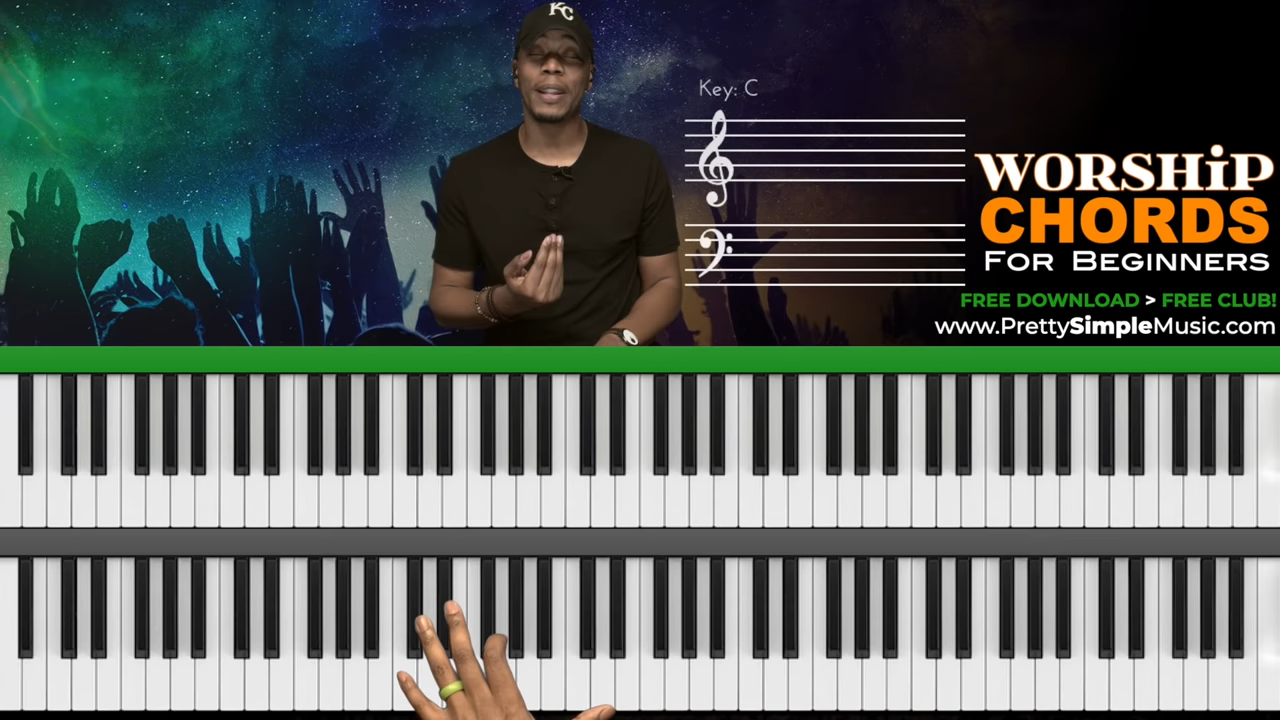 KC
Key: C
WORSHiP
CHORDS
FOR BEGINNERS
FREE DOWNLOAD > FREE CLUB!
www.PrettySimpleMusic.com